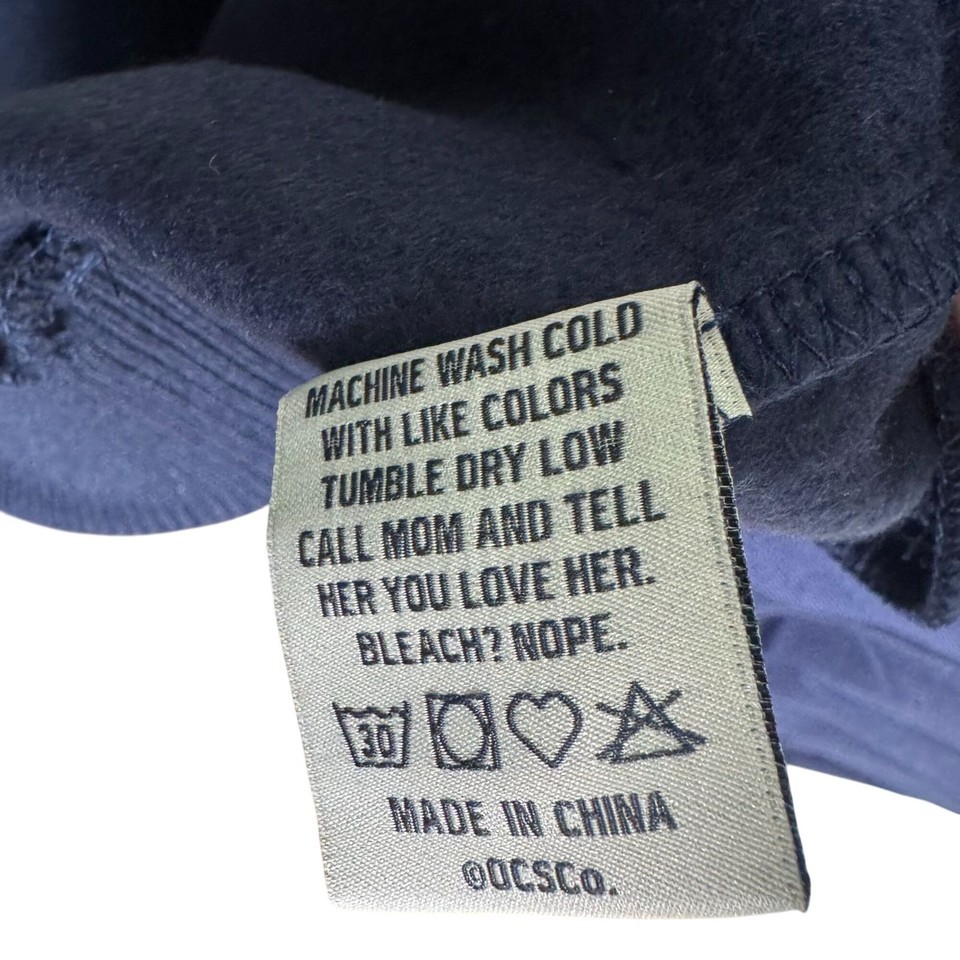 MACHINE WASH COLD
WITH LIKE COLORS
TUMBLE DRY LOW
CALL MOM AND TELL
HER YOU LOVE HER.
BLEACH? NOPE.
30
MADE IN CHINA
©OCSCo.